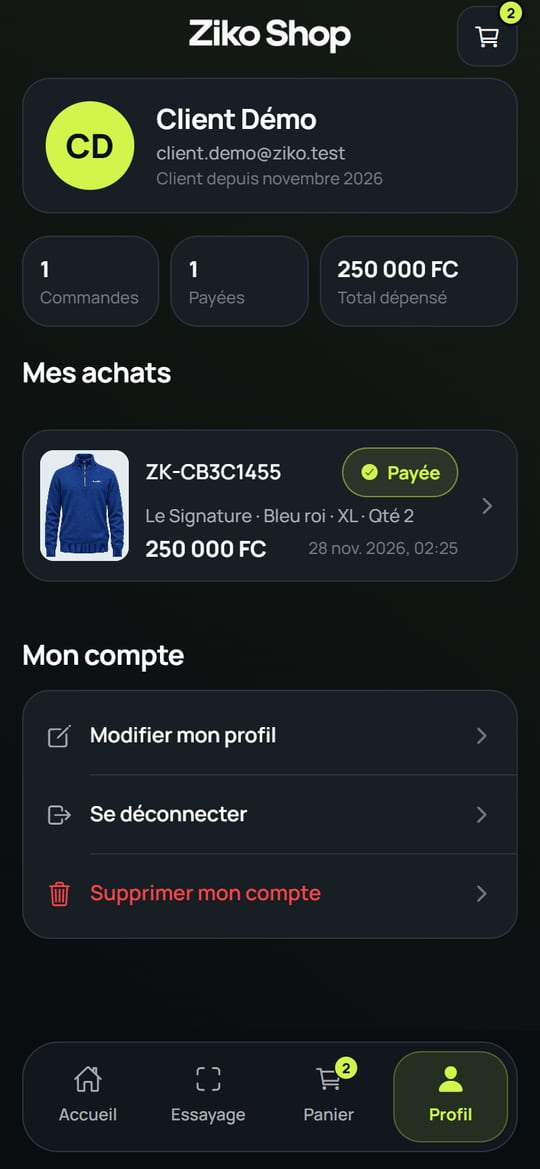 Ziko Shop
2
CD
Client Démo
client.demo@ziko.test
Client depuis novembre 2026
1
Commandes
1
Payées
250 000 FC
Total dépensé
Mes achats
ZK-CB3C1455
Payée
Le Signature · Bleu roi · XL · Qté 2
250 000 FC
28 nov. 2026, 02:25
Mon compte
Modifier mon profil
Se déconnecter
Supprimer mon compte
2
Accueil
Essayage
Panier
Profil